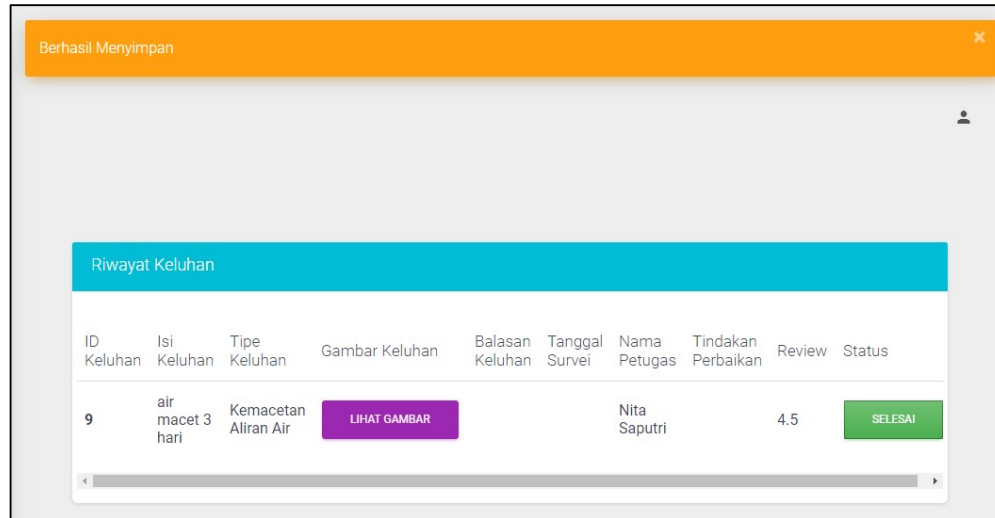 Berhasil Menyimpan
×
Riwayat Keluhan
ID Keluhan
Isi Keluhan
Tipe Keluhan
Gambar Keluhan
Balasan Keluhan
Tanggal Survei
Nama Petugas
Tindakan Perbaikan
Review
Status
9
air macet 3 hari
Kemacetan Aliran Air
LIHAT GAMBAR
Nita Saputri
4.5
SELESAI